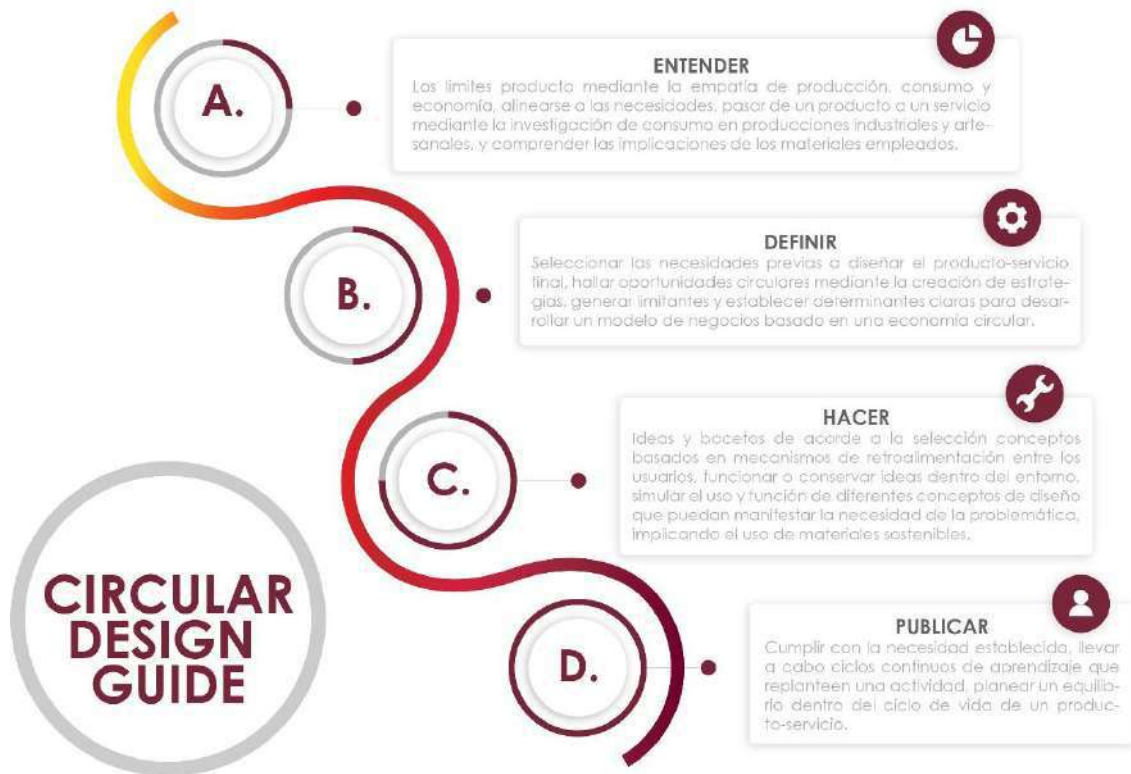 A.
ENTENDER
Los limites producto mediante la empatía de producción, consumo y
economía, alinearse a las necesidades, pasar de un producto a un servicio
mediante la investigación de consumo en producciones industriales y arte-
sanales, y comprender las implicaciones de los materiales empleados.
B.
DEFINIR
Seleccionar las necesidades previas a diseñar el producto-servicio
final, hallar oportunidades circulares mediante la creación de estrate-
gias, generar limitantes y establecer determinantes claras para desar-
rollar un modelo de negocios basado en una economía circular.
C.
HACER
Ideas y bocetos de acorde a la selección conceptos
basados en mecanismos de retroalimentación entre los
usuarios, funcionar o conservar ideas dentro del entorno,
simular el uso y función de diferentes conceptos de diseño
que puedan manifestar la necesidad de la problemática,
implicando el uso de materiales sostenibles.
CIRCULAR
DESIGN
GUIDE
D.
PUBLICAR
Cumplir con la necesidad establecida, llevar
a cabo ciclos continuos de aprendizaje que
replanteen una actividad, planear un equilib-
rio dentro del ciclo de vida de un produc-
to-servicio.